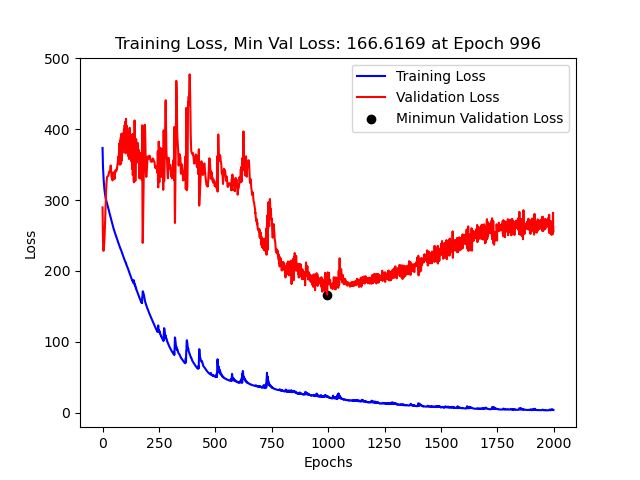 Training Loss, Min Val Loss: 166.6169 at Epoch 996
Training Loss
Validation Loss
Minimun Validation Loss
500
400
300
200
100
0
Loss
0 250 500 750 1000 1250 1500 1750 2000
Epochs